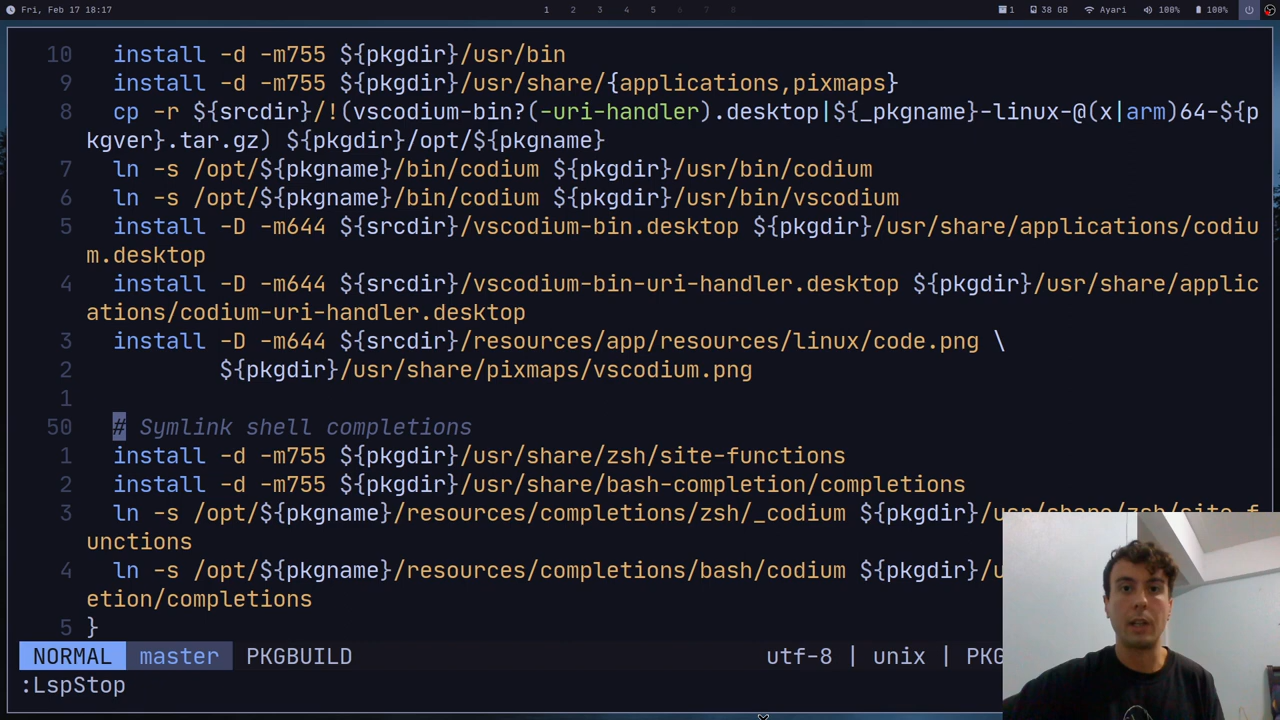 Fri, Feb 17 18:17 1 2 3 4 5 6 7 8 1 38 GB Ayari 100% 100%
10 install -d -m755 ${pkgdir}/usr/bin
9 install -d -m755 ${pkgdir}/usr/share/{applications,pixmaps}
8 cp -r ${srcdir}/!(vscodium-bin?(-uri-handler).desktop|${_pkgname}-linux-@(x|arm)64-${p
kgver}.tar.gz) ${pkgdir}/opt/${pkgname}
7 ln -s /opt/${pkgname}/bin/codium ${pkgdir}/usr/bin/codium
6 ln -s /opt/${pkgname}/bin/codium ${pkgdir}/usr/bin/vscodium
5 install -D -m644 ${srcdir}/vscodium-bin.desktop ${pkgdir}/usr/share/applications/codiu
m.desktop
4 install -D -m644 ${srcdir}/vscodium-bin-uri-handler.desktop ${pkgdir}/usr/share/applic
ations/codium-uri-handler.desktop
3 install -D -m644 ${srcdir}/resources/app/resources/linux/code.png \
2 ${pkgdir}/usr/share/pixmaps/vscodium.png
1
50 # Symlink shell completions
1 install -d -m755 ${pkgdir}/usr/share/zsh/site-functions
2 install -d -m755 ${pkgdir}/usr/share/bash-completion/completions
3 ln -s /opt/${pkgname}/resources/completions/zsh/_codium ${pkgdir}/usr/share/zsh/site-f
unctions
4 ln -s /opt/${pkgname}/resources/completions/bash/codium ${pkgdir}/u
etion/completions
5 }
NORMAL master PKGBUILD utf-8 | unix | PKG
:LspStop